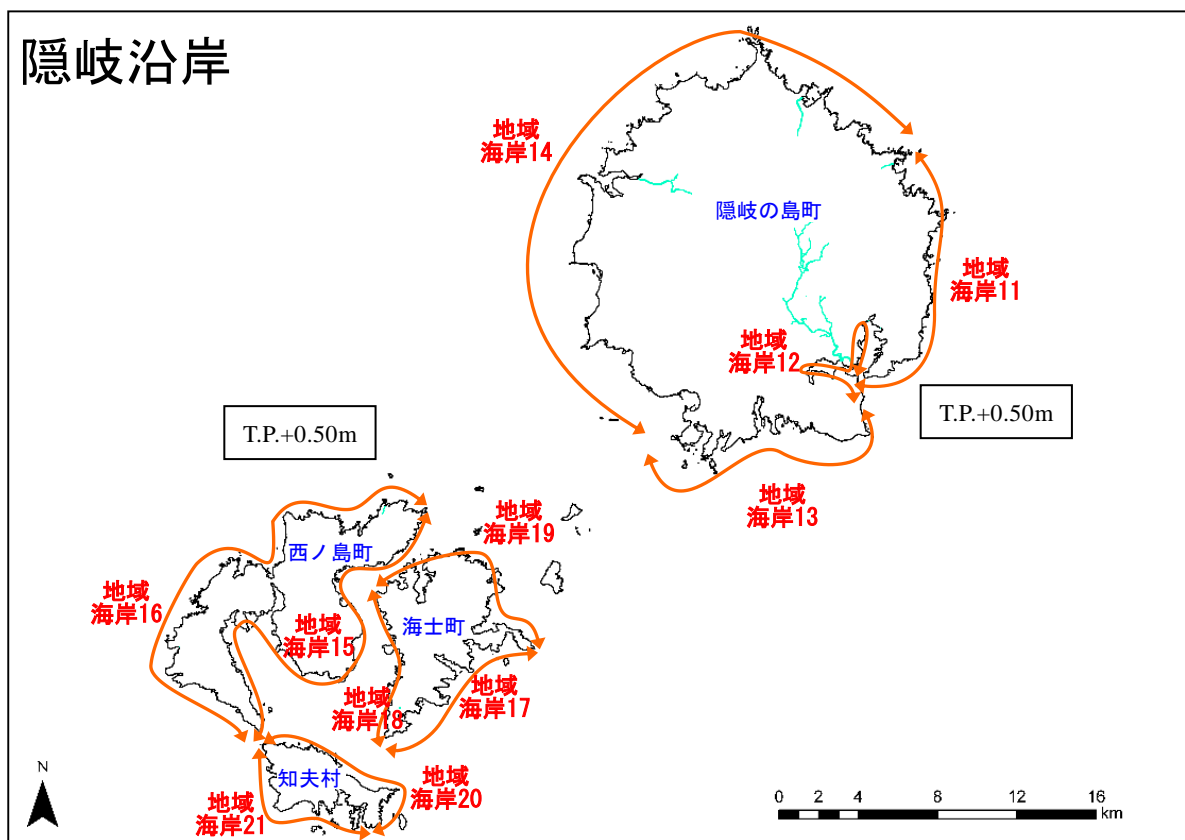 隠岐沿岸
地域
海岸14
隠岐の島町
地域
海岸11
地域
海岸12
T.P.+0.50m
T.P.+0.50m
地域
海岸13
地域
海岸19
西ノ島町
地域
海岸16
地域
海岸15
海士町
地域
海岸17
地域
海岸18
知夫村
地域
海岸20
地域
海岸21
N
0 2 4 8 12 16
km